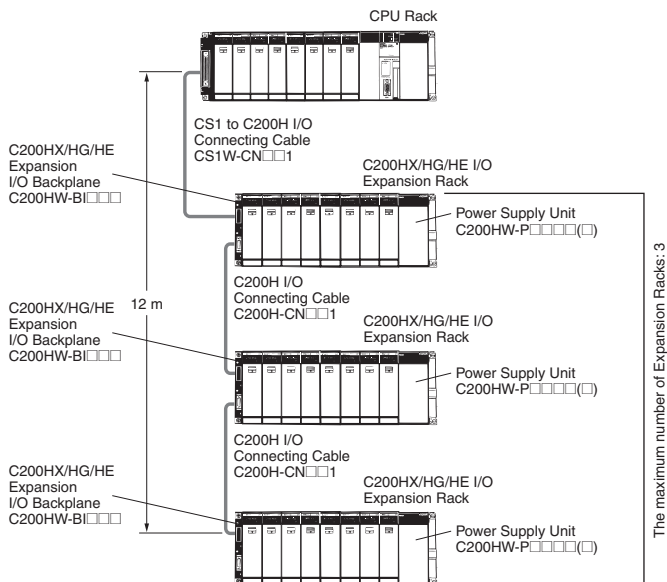 CPU Rack
CS1 to C200H I/O
Connecting Cable
CS1W-CN□□1
C200HX/HG/HE
Expansion
I/O Backplane
C200HW-BI□□□
C200HX/HG/HE I/O
Expansion Rack
Power Supply Unit
C200HW-P□□□□(□)
C200H I/O
Connecting Cable
C200H-CN□□1
12 m
C200HX/HG/HE
Expansion
I/O Backplane
C200HW-BI□□□
C200HX/HG/HE I/O
Expansion Rack
Power Supply Unit
C200HW-P□□□□(□)
C200H I/O
Connecting Cable
C200H-CN□□1
C200HX/HG/HE
Expansion
I/O Backplane
C200HW-BI□□□
C200HX/HG/HE I/O
Expansion Rack
Power Supply Unit
C200HW-P□□□□(□)
The maximum number of Expansion Racks: 3